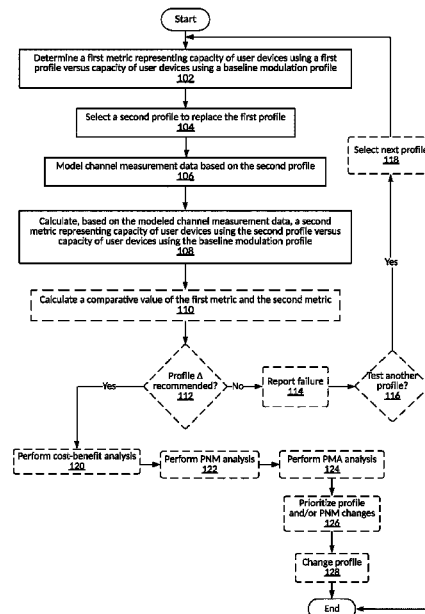 Start
Determine a first metric representing capacity of user devices using a first
profile versus capacity of user devices using a baseline modulation profile
102
Select a second profile to replace the first profile
104
Model channel measurement data based on the second profile
106
Calculate, based on the modeled channel measurement data, a second
metric representing capacity of user devices using the second profile versus
capacity of user devices using the baseline modulation profile
108
Calculate a comparative value of the first metric and the second metric
110
Profile Δ
recommended?
112
Yes
No
Report failure
114
Test another
profile?
116
Yes
Select next profile
118
Perform cost-benefit analysis
120
Perform PNM analysis
122
Perform PMA analysis
124
Prioritize profile
and/or PNM changes
126
Change profile
128
End